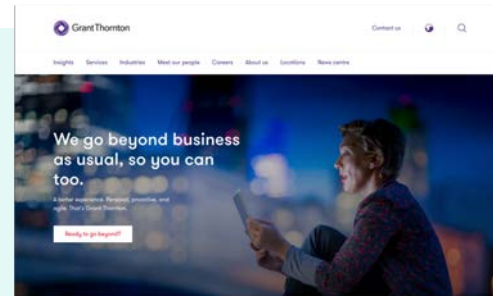 Grant Thornton
Contact us
Insights Services Industries Meet our people Careers About us Locations News centre
We go beyond business
as usual, so you can
too.
A better experience. Personal, proactive, and
agile. That's Grant Thornton.
Ready to go beyond?